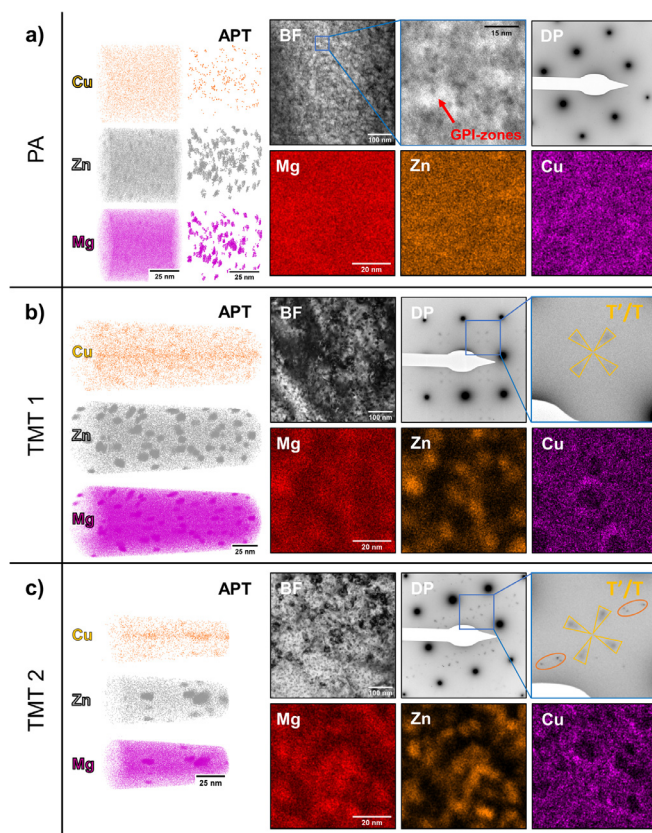 a)
PA
APT
Cu
Zn
Mg
25 nm
25 nm
BF
100 nm
15 nm
GPI-zones
DP
Mg
20 nm
Zn
Cu
b)
TMT 1
APT
Cu
Zn
Mg
25 nm
BF
100 nm
DP
T'/T
Mg
20 nm
Zn
Cu
c)
TMT 2
APT
Cu
Zn
Mg
25 nm
BF
100 nm
DP
T'/T
Mg
20 nm
Zn
Cu